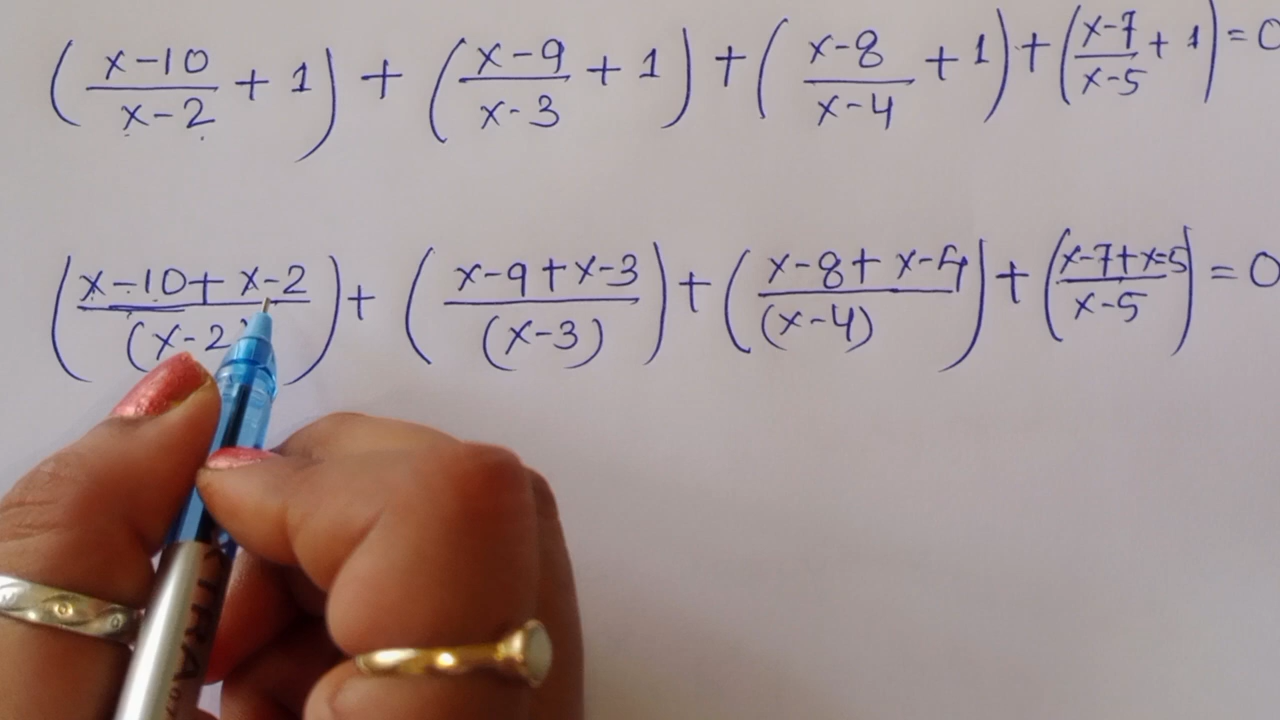 (x-10/x-2 + 1) + (x-9/x-3 + 1) + (x-8/x-4 + 1) + (x-7/x-5 + 1) = 0
(x-10+x-2/(x-2)) + (x-9+x-3/(x-3)) + (x-8+x-4/(x-4)) + (x-7+x-5/x-5) = 0
XTRA